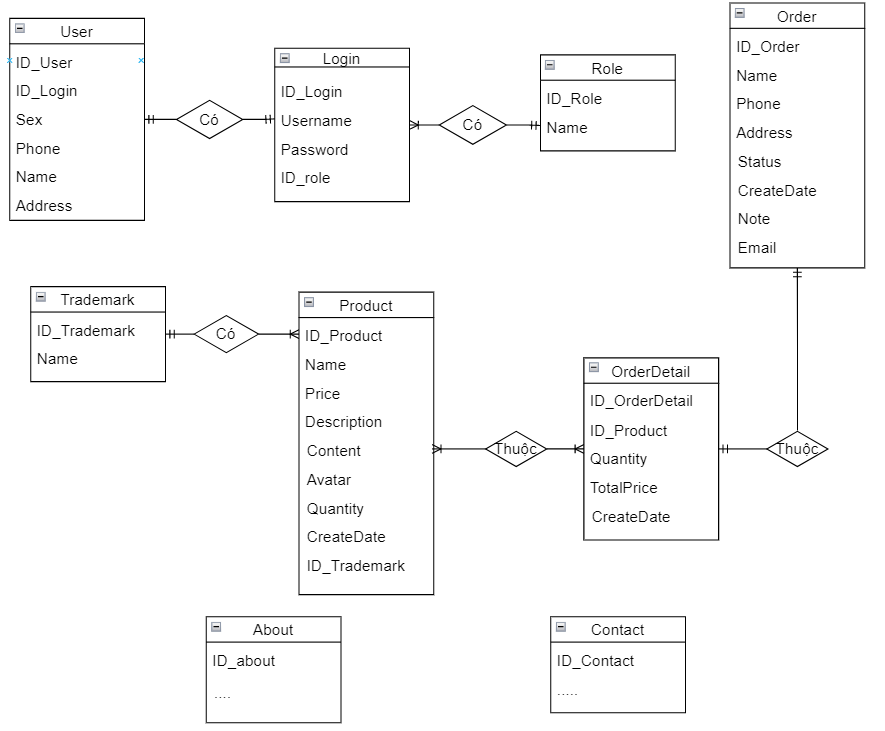 User
ID_User
ID_Login
Sex
Phone
Name
Address
Có
Login
ID_Login
Username
Password
ID_role
Có
Role
ID_Role
Name
Order
ID_Order
Name
Phone
Address
Status
CreateDate
Note
Email
Trademark
ID_Trademark
Name
Có
Product
ID_Product
Name
Price
Description
Content
Avatar
Quantity
CreateDate
ID_Trademark
Thuộc
OrderDetail
ID_OrderDetail
ID_Product
Quantity
TotalPrice
CreateDate
Thuộc
About
ID_about
....
Contact
ID_Contact
.....